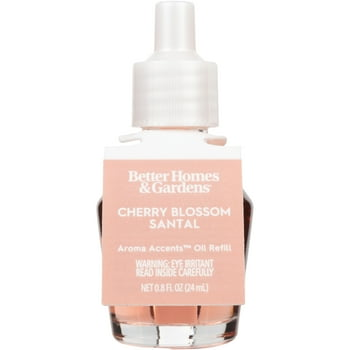 Better Homes
& Gardens®
CHERRY BLOSSOM
SANTAL
Aroma Accents™ Oil Refill
WARNING: EYE IRRITANT
READ INSIDE CAREFULLY
NET 0.8 FL OZ (24 mL)